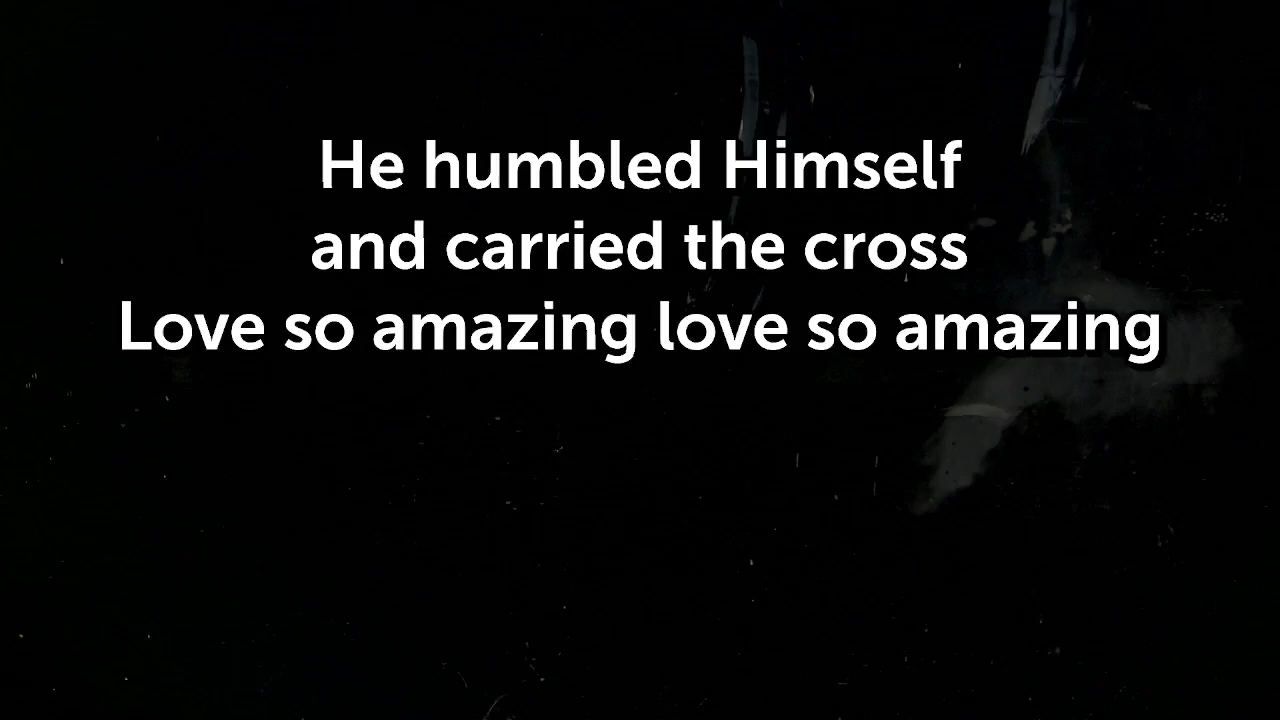 He humbled Himself
and carried the cross
Love so amazing love so amazing